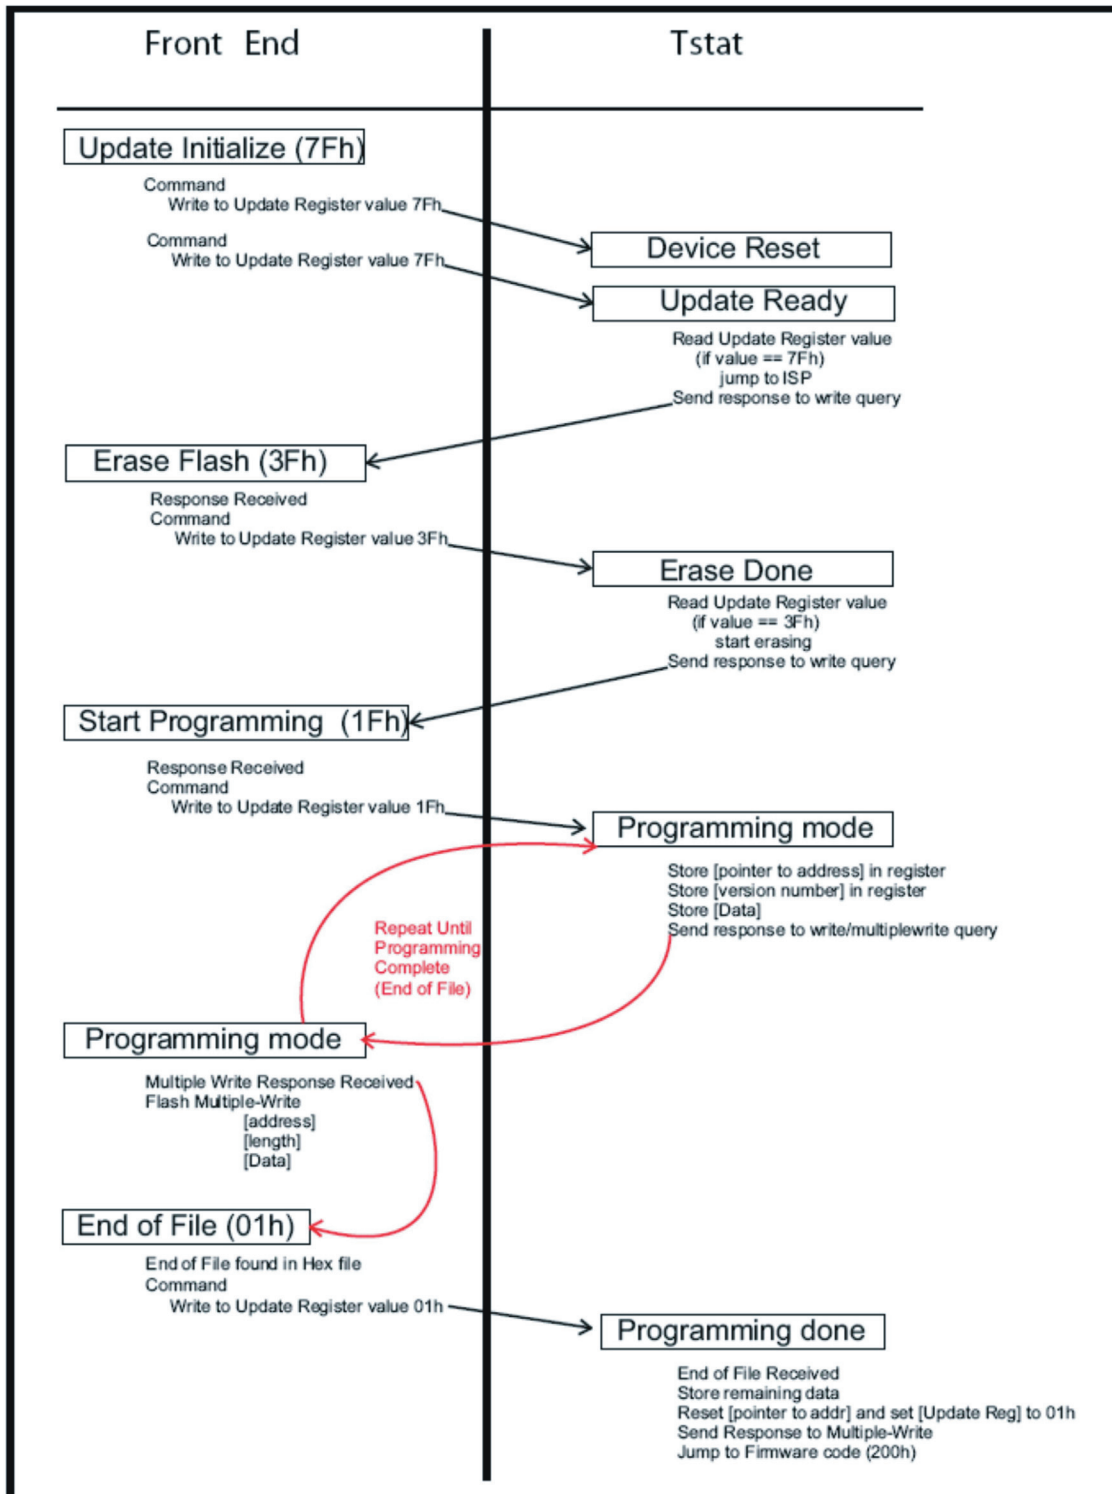 Front End
Tstat
Update Initialize (7Fh)
Command
Write to Update Register value 7Fh
Command
Write to Update Register value 7Fh
Device Reset
Update Ready
Read Update Register value
(if value == 7Fh)
jump to ISP
Send response to write query
Erase Flash (3Fh)
Response Received
Command
Write to Update Register value 3Fh
Erase Done
Read Update Register value
(if value == 3Fh)
start erasing
Send response to write query
Start Programming (1Fh)
Response Received
Command
Write to Update Register value 1Fh
Programming mode
Store [pointer to address] in register
Store [version number] in register
Store [Data]
Send response to write/multiplewrite query
Repeat Until
Programming
Complete
(End of File)
Programming mode
Multiple Write Response Received
Flash Multiple-Write
[address]
[length]
[Data]
End of File (01h)
End of File found in Hex file
Command
Write to Update Register value 01h
Programming done
End of File Received
Store remaining data
Reset [pointer to addr] and set [Update Reg] to 01h
Send Response to Multiple-Write
Jump to Firmware code (200h)